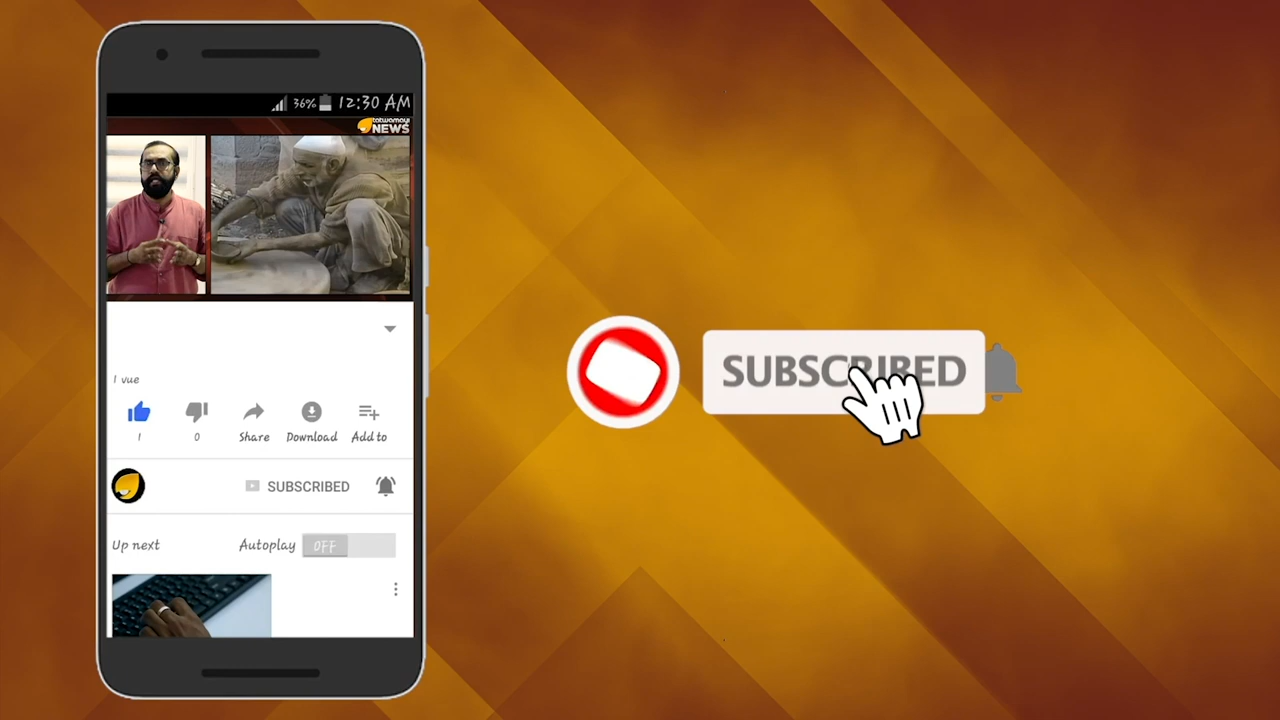 36% 12:30 AM
tatwamayi
NEWS
1 vue
1 0 Share Download Add to
SUBSCRIBED
Up next Autoplay OFF
SUBSCRIBED